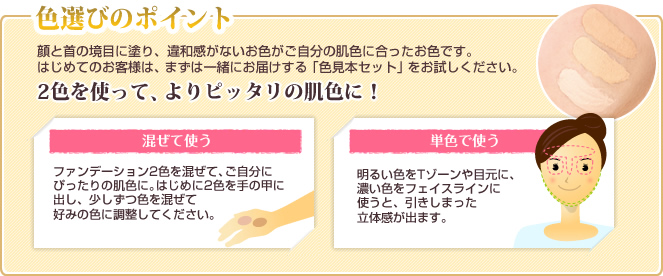 色選びのポイント
顔と首の境目に塗り、違和感がないお色がご自分の肌色に合ったお色です。
はじめてのお客様は、まずは一緒にお届けする「色見本セット」をお試しください。
2色を使って、よりピッタリの肌色に！
混ぜて使う
ファンデーション2色を混ぜて、ご自分に
ぴったりの肌色に。はじめに2色を手の甲に
出し、少しずつ色を混ぜて
好みの色に調整してください。
単色で使う
明るい色をTゾーンや目元に、
濃い色をフェイスラインに
使うと、引きしまった
立体感が出ます。